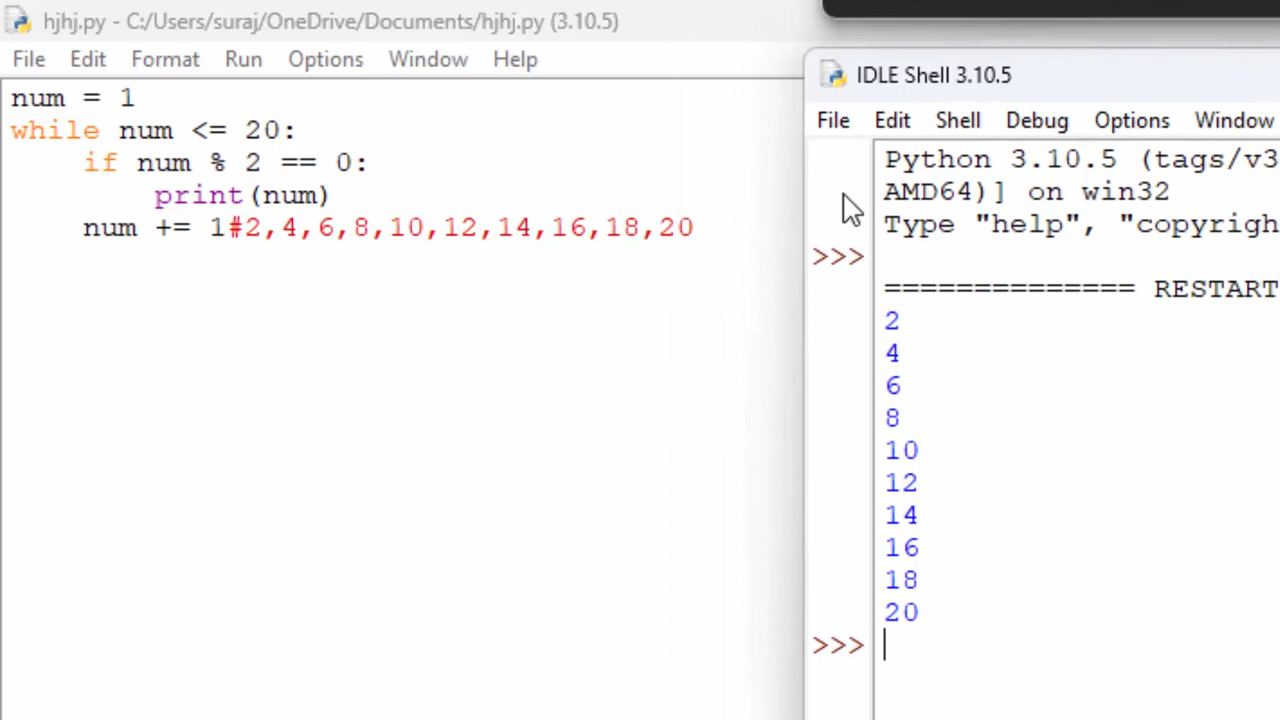 hjhj.py - C:/Users/suraj/OneDrive/Documents/hjhj.py (3.10.5)
File Edit Format Run Options Window Help
num = 1
while num <= 20:
    if num % 2 == 0:
        print(num)
    num += 1#2,4,6,8,10,12,14,16,18,20
IDLE Shell 3.10.5
File Edit Shell Debug Options Window
Python 3.10.5 (tags/v3
AMD64)] on win32
Type "help", "copyrigh
>>>
============== RESTART
2
4
6
8
10
12
14
16
18
20
>>>